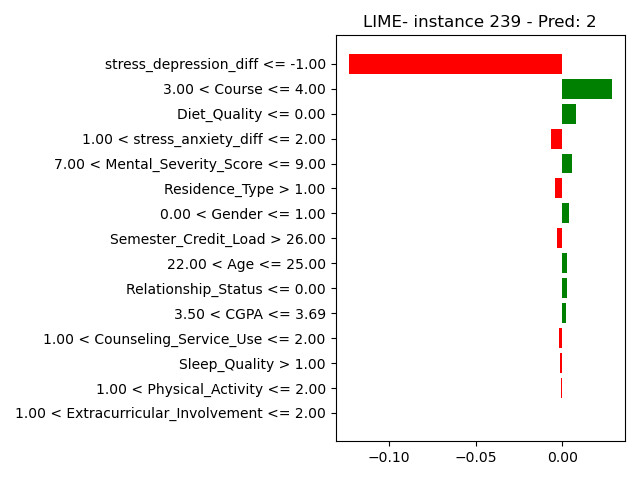 LIME- instance 239 - Pred: 2
stress_depression_diff <= -1.00
3.00 < Course <= 4.00
Diet_Quality <= 0.00
1.00 < stress_anxiety_diff <= 2.00
7.00 < Mental_Severity_Score <= 9.00
Residence_Type > 1.00
0.00 < Gender <= 1.00
Semester_Credit_Load > 26.00
22.00 < Age <= 25.00
Relationship_Status <= 0.00
3.50 < CGPA <= 3.69
1.00 < Counseling_Service_Use <= 2.00
Sleep_Quality > 1.00
1.00 < Physical_Activity <= 2.00
1.00 < Extracurricular_Involvement <= 2.00
−0.10 −0.05 0.00